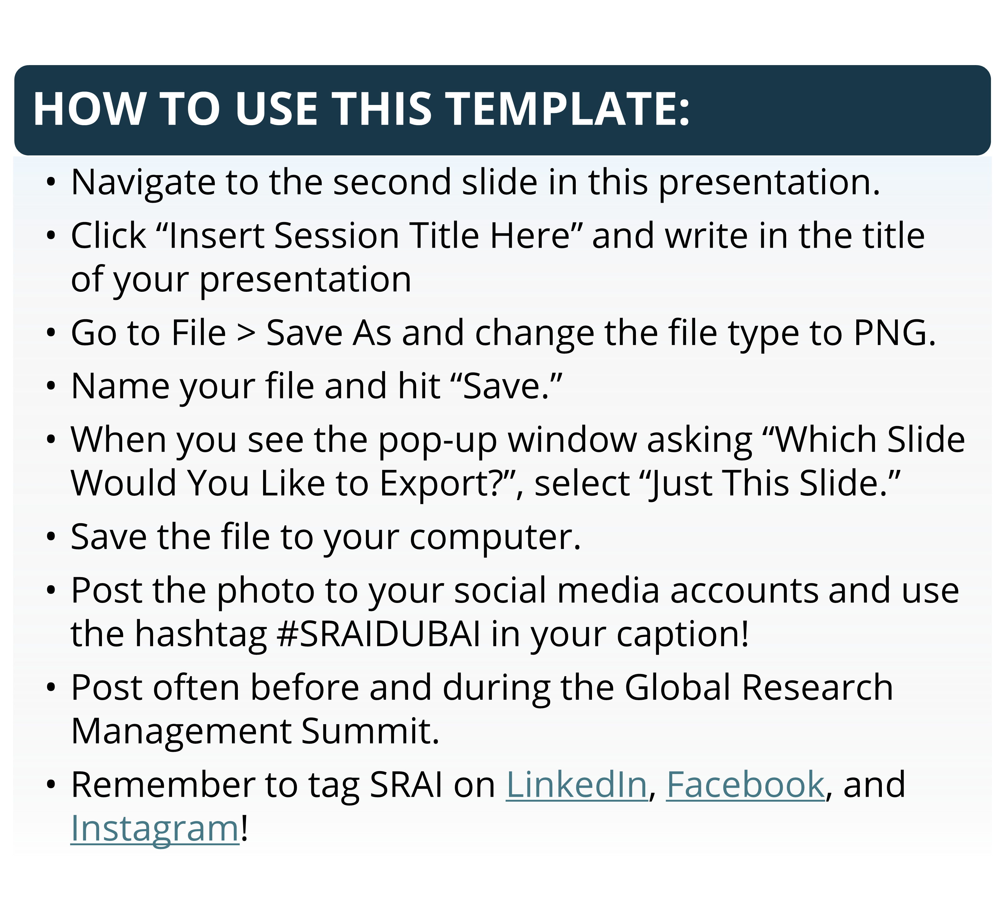 HOW TO USE THIS TEMPLATE:
• Navigate to the second slide in this presentation.
• Click “Insert Session Title Here” and write in the title
of your presentation
• Go to File > Save As and change the file type to PNG.
• Name your file and hit “Save.”
• When you see the pop-up window asking “Which Slide
Would You Like to Export?”, select “Just This Slide.”
• Save the file to your computer.
• Post the photo to your social media accounts and use
the hashtag #SRAIDUBAI in your caption!
• Post often before and during the Global Research
Management Summit.
• Remember to tag SRAI on LinkedIn, Facebook, and
Instagram!